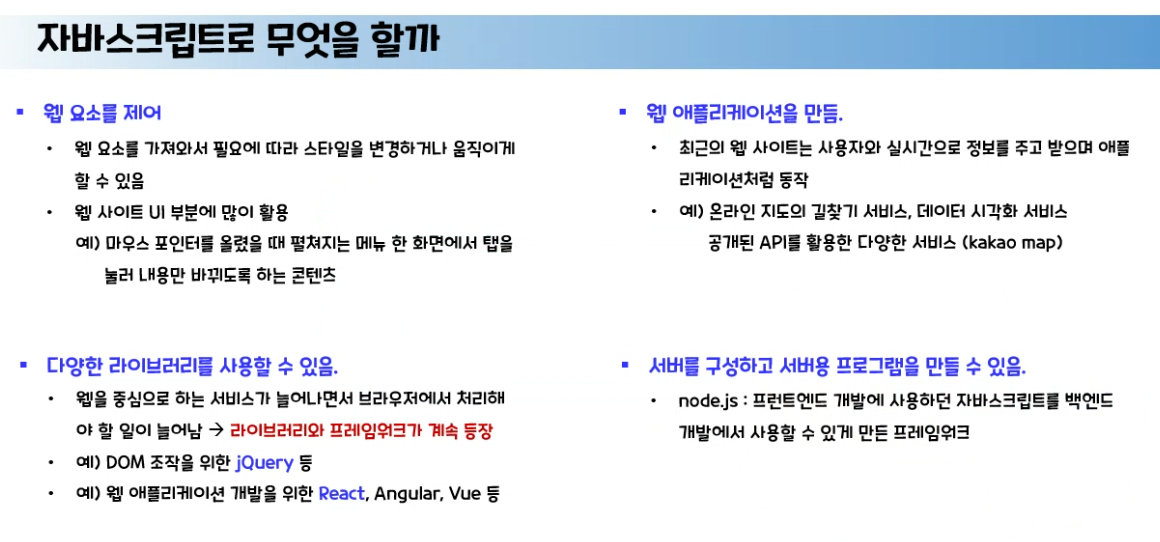 자바스크립트로 무엇을 할까
▪ 웹 요소를 제어
• 웹 요소를 가져와서 필요에 따라 스타일을 변경하거나 움직이게
할 수 있음
• 웹 사이트 UI 부분에 많이 활용
예) 마우스 포인터를 올렸을 때 펼쳐지는 메뉴 한 화면에서 탭을
눌러 내용만 바뀌도록 하는 콘텐츠
▪ 웹 애플리케이션을 만듬.
• 최근의 웹 사이트는 사용자와 실시간으로 정보를 주고 받으며 애플
리케이션처럼 동작
• 예) 온라인 지도의 길찾기 서비스, 데이터 시각화 서비스
공개된 API를 활용한 다양한 서비스 (kakao map)
▪ 다양한 라이브러리를 사용할 수 있음.
• 웹을 중심으로 하는 서비스가 늘어나면서 브라우저에서 처리해
야 할 일이 늘어남 → 라이브러리와 프레임워크가 계속 등장
• 예) DOM 조작을 위한 jQuery 등
• 예) 웹 애플리케이션 개발을 위한 React, Angular, Vue 등
▪ 서버를 구성하고 서버용 프로그램을 만들 수 있음.
• node.js : 프런트엔드 개발에 사용하던 자바스크립트를 백엔드
개발에서 사용할 수 있게 만든 프레임워크